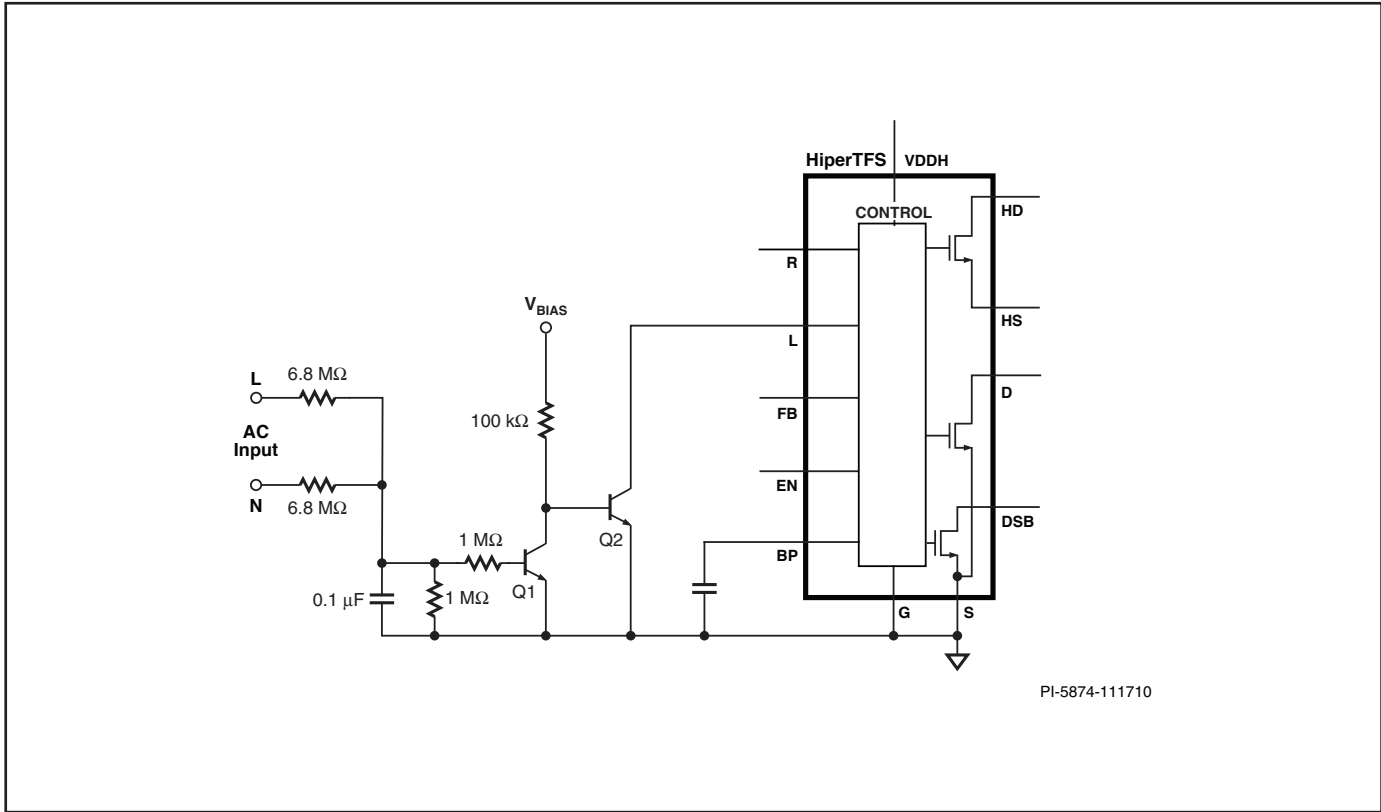 HiperTFS
VDDH
CONTROL
HD
R
HS
VBIAS
L
L
6.8 MΩ
D
100 kΩ
FB
AC
Input
EN
N
6.8 MΩ
DSB
1 MΩ
Q2
BP
Q1
0.1 µF
1 MΩ
G
S
PI-5874-111710